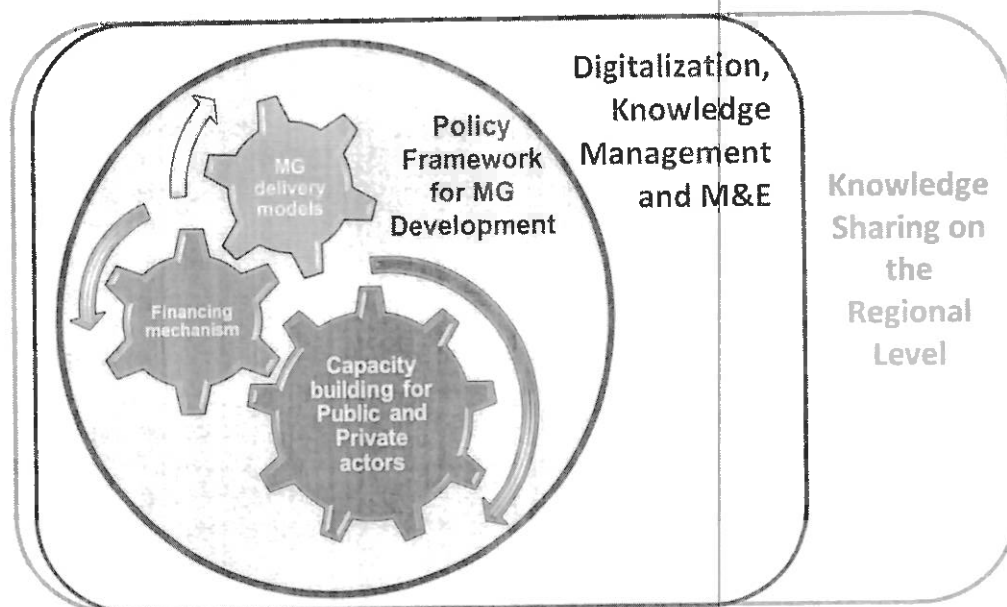 MG
delivery
models
Policy
Framework
for MG
Development
Digitalization,
Knowledge
Management
and M&E
Knowledge
Sharing on
the
Regional
Level
Financing
mechanism
Capacity
building for
Public and
Private
actors